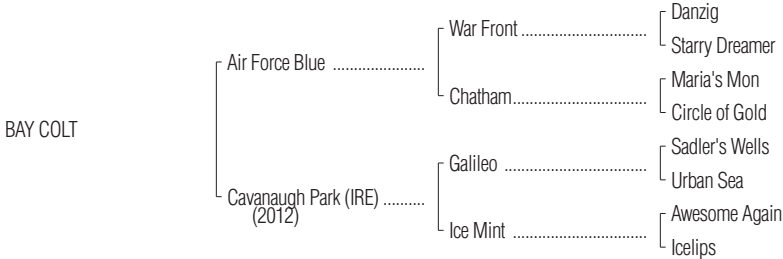 Danzig
War Front ..............................
Starry Dreamer
Air Force Blue ......................
Maria's Mon
Chatham................................
Circle of Gold
BAY COLT
Sadler's Wells
Galileo ..................................
Urban Sea
Cavanaugh Park (IRE) ..........
(2012)
Awesome Again
Ice Mint ................................
Icelips